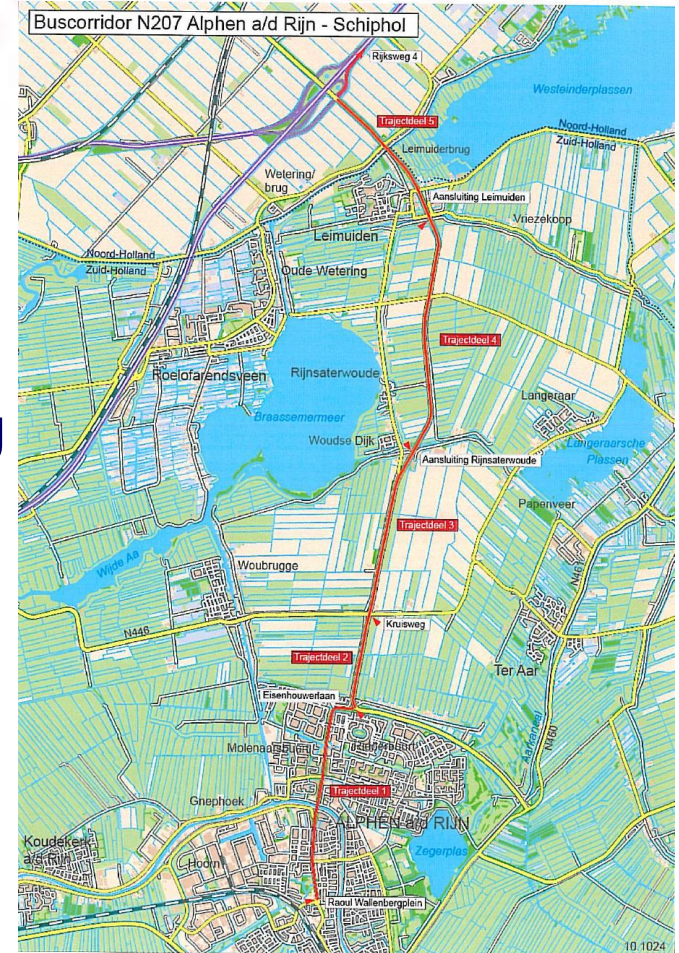 Buscorridor N207 Alphen a/d Rijn - Schiphol
Rijksweg 4
Westeinderplassen
Trajectdeel 5
Noord-Holland
Zuid-Holland
Leimuiderbrug
Wetering/
brug
Aansluiting Leimuiden
Vriezekoop
Leimuiden
Noord-Holland
Zuid-Holland
Oude Wetering
Trajectdeel 4
Roelofarendsveen
Rijnsaterwoude
Langeraar
Braassemermeer
Woudse Dijk
Langeraarsche
Plassen
Aansluiting Rijnsaterwoude
Papenveer
Trajectdeel 3
Wijde Aa
Woubrugge
N461
Kruisweg
N446
Trajectdeel 2
Ter Aar
Eisenhouwerlaan
Molenaarsbuurt
Aarkanaal
N460
Trajectdeel 1
Gnephoek
ALPHEN a/d RIJN
Koudekerk
a/d Rijn
Hoorn
Zegerplas
Raoul Wallenbergplein
10.1024